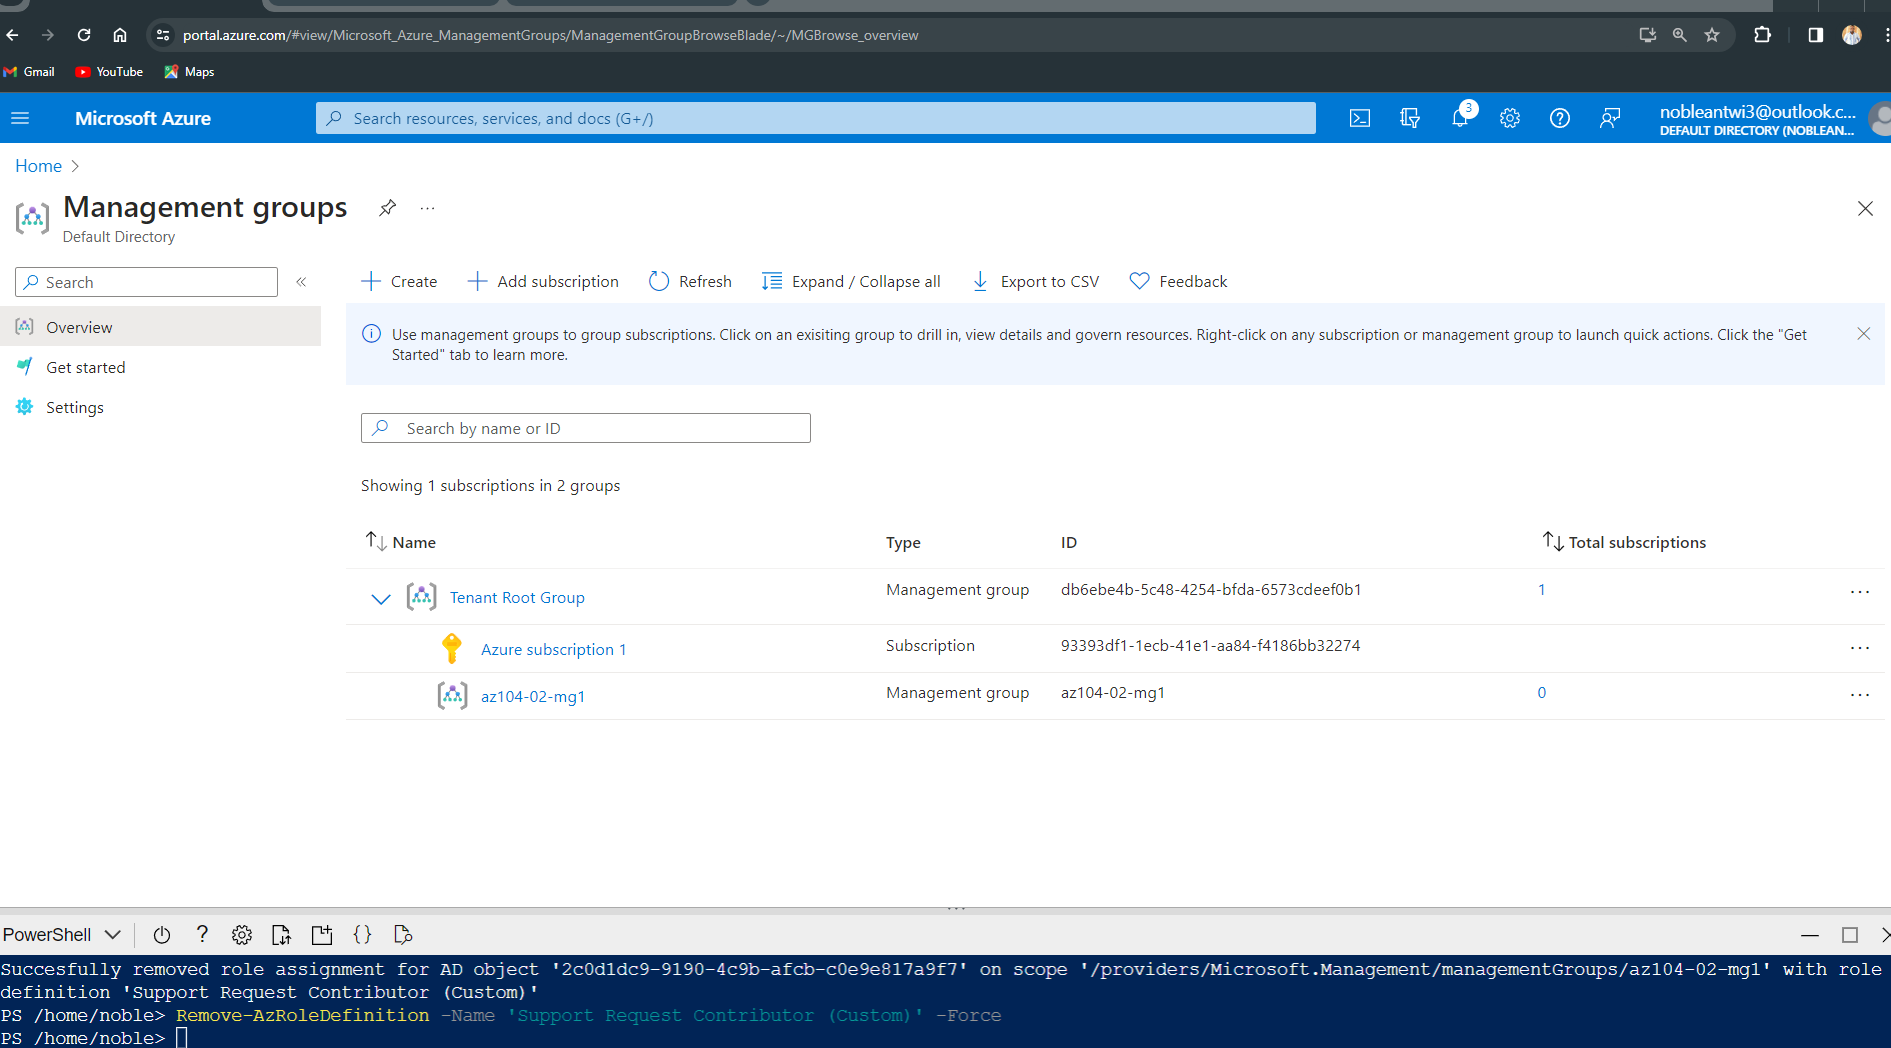 portal.azure.com/#view/Microsoft_Azure_ManagementGroups/ManagementGroupBrowseBlade/~/MGBrowse_overview
Gmail YouTube Maps
Microsoft Azure
Search resources, services, and docs (G+/)
3
nobleantwi3@outlook.c...
DEFAULT DIRECTORY (NOBLEAN...
Home >
Management groups
...
Default Directory
Search
«
Overview
Get started
Settings
Create Add subscription Refresh Expand / Collapse all Export to CSV Feedback
Use management groups to group subscriptions. Click on an exisiting group to drill in, view details and govern resources. Right-click on any subscription or management group to launch quick actions. Click the "Get
Started" tab to learn more.
Search by name or ID
Showing 1 subscriptions in 2 groups
Name Type ID Total subscriptions
Tenant Root Group Management group db6ebe4b-5c48-4254-bfda-6573cdeef0b1 1 ...
Azure subscription 1 Subscription 93393df1-1ecb-41e1-aa84-f4186bb32274 ...
az104-02-mg1 Management group az104-02-mg1 0 ...
PowerShell ? {}
Succesfully removed role assignment for AD object '2c0d1dc9-9190-4c9b-afcb-c0e9e817a9f7' on scope '/providers/Microsoft.Management/managementGroups/az104-02-mg1' with role
definition 'Support Request Contributor (Custom)'
PS /home/noble> Remove-AzRoleDefinition -Name 'Support Request Contributor (Custom)' -Force
PS /home/noble>